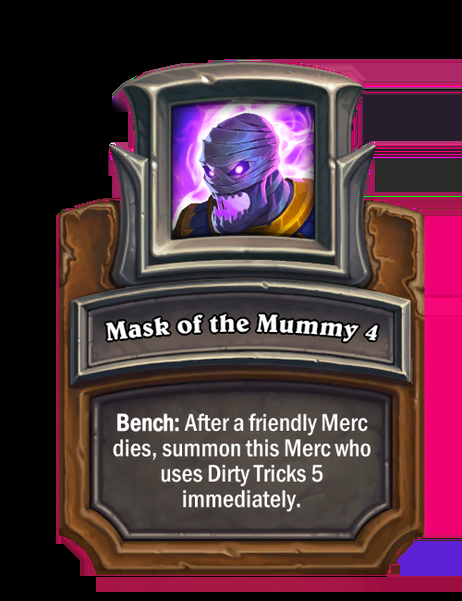 Mask of the Mummy 4
Bench: After a friendly Merc
dies, summon this Merc who
uses Dirty Tricks 5
immediately.